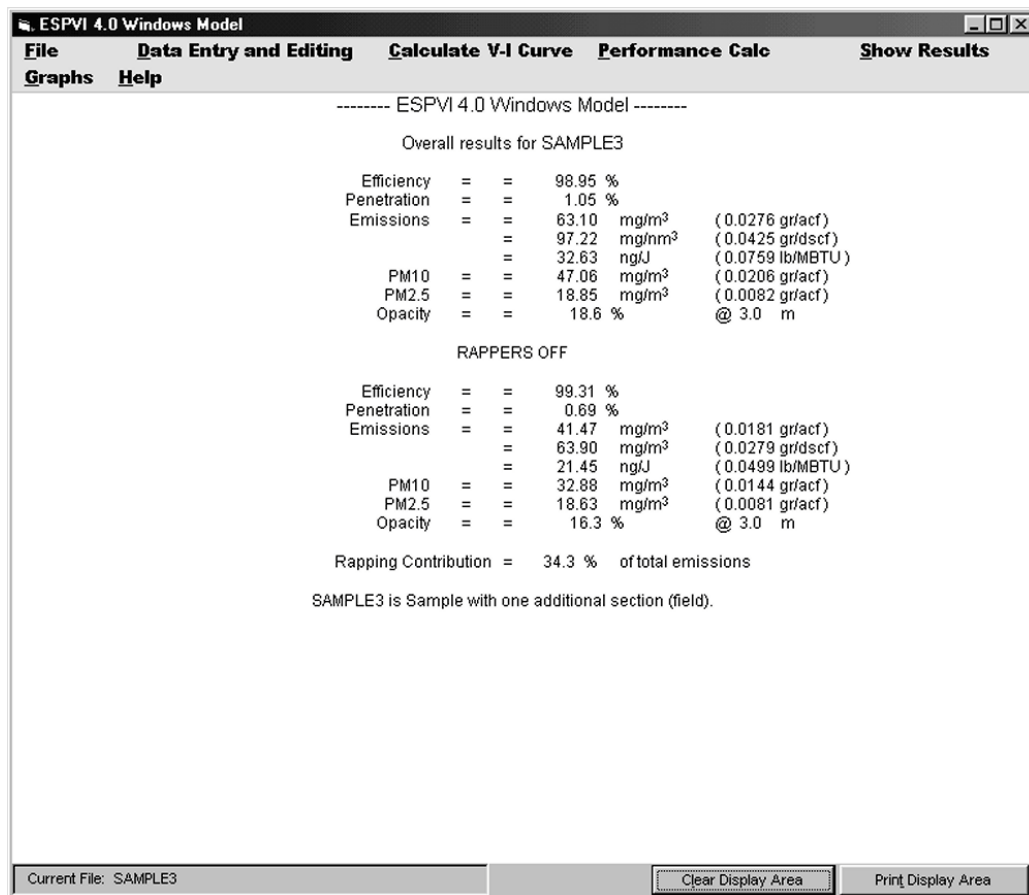 ESPVI 4.0 Windows Model
File Data Entry and Editing Calculate V-I Curve Performance Calc Show Results
Graphs Help
-------- ESPVI 4.0 Windows Model --------
Overall results for SAMPLE3
Efficiency = = 98.95 %
Penetration = = 1.05 %
Emissions = = 63.10 mg/m³ ( 0.0276 gr/acf)
= 97.22 mg/nm³ ( 0.0425 gr/dscf)
= 32.63 ng/J ( 0.0759 lb/MBTU )
PM10 = = 47.06 mg/m³ ( 0.0206 gr/acf)
PM2.5 = = 18.85 mg/m³ ( 0.0082 gr/acf)
Opacity = = 18.6 % @ 3.0 m
RAPPERS OFF
Efficiency = = 99.31 %
Penetration = = 0.69 %
Emissions = = 41.47 mg/m³ ( 0.0181 gr/acf)
= 63.90 mg/m³ ( 0.0279 gr/dscf)
= 21.45 ng/J ( 0.0499 lb/MBTU )
PM10 = = 32.88 mg/m³ ( 0.0144 gr/acf)
PM2.5 = = 18.63 mg/m³ ( 0.0081 gr/acf)
Opacity = = 16.3 % @ 3.0 m
Rapping Contribution = 34.3 % of total emissions
SAMPLE3 is Sample with one additional section (field).
Current File: SAMPLE3 Clear Display Area Print Display Area